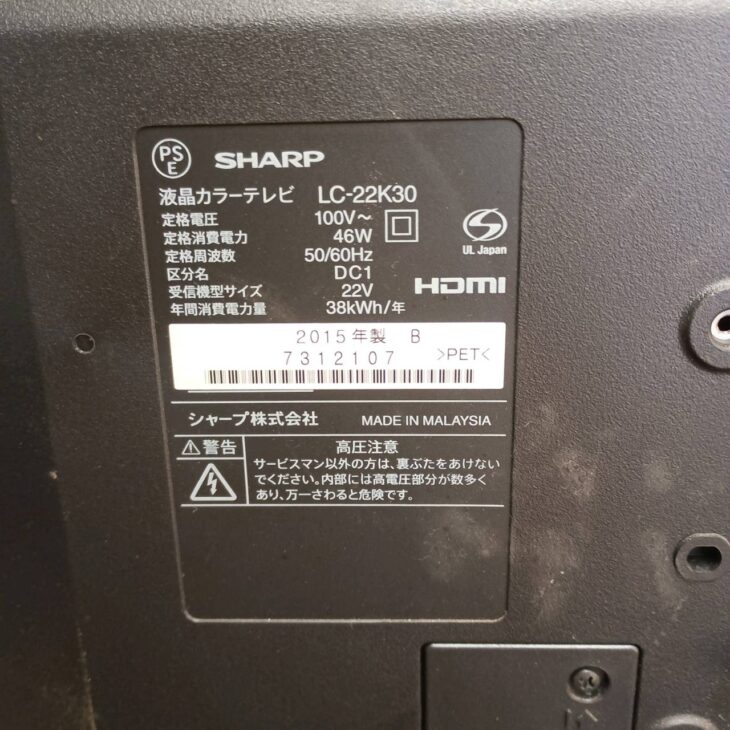 PS
E
SHARP
液晶カラーテレビ LC-22K30
定格電圧 100V～
定格消費電力 46W
定格周波数 50/60Hz
区分名 DC1
受信機型サイズ 22V
年間消費電力量 38kWh/年
UL Japan
HDMI
2015年製 B
7312107 >PET<
シャープ株式会社 MADE IN MALAYSIA
警告 高圧注意
サービスマン以外の方は、裏ぶたをあけない
でください。内部には高電圧部分が数多く
あり、万一さわると危険です。